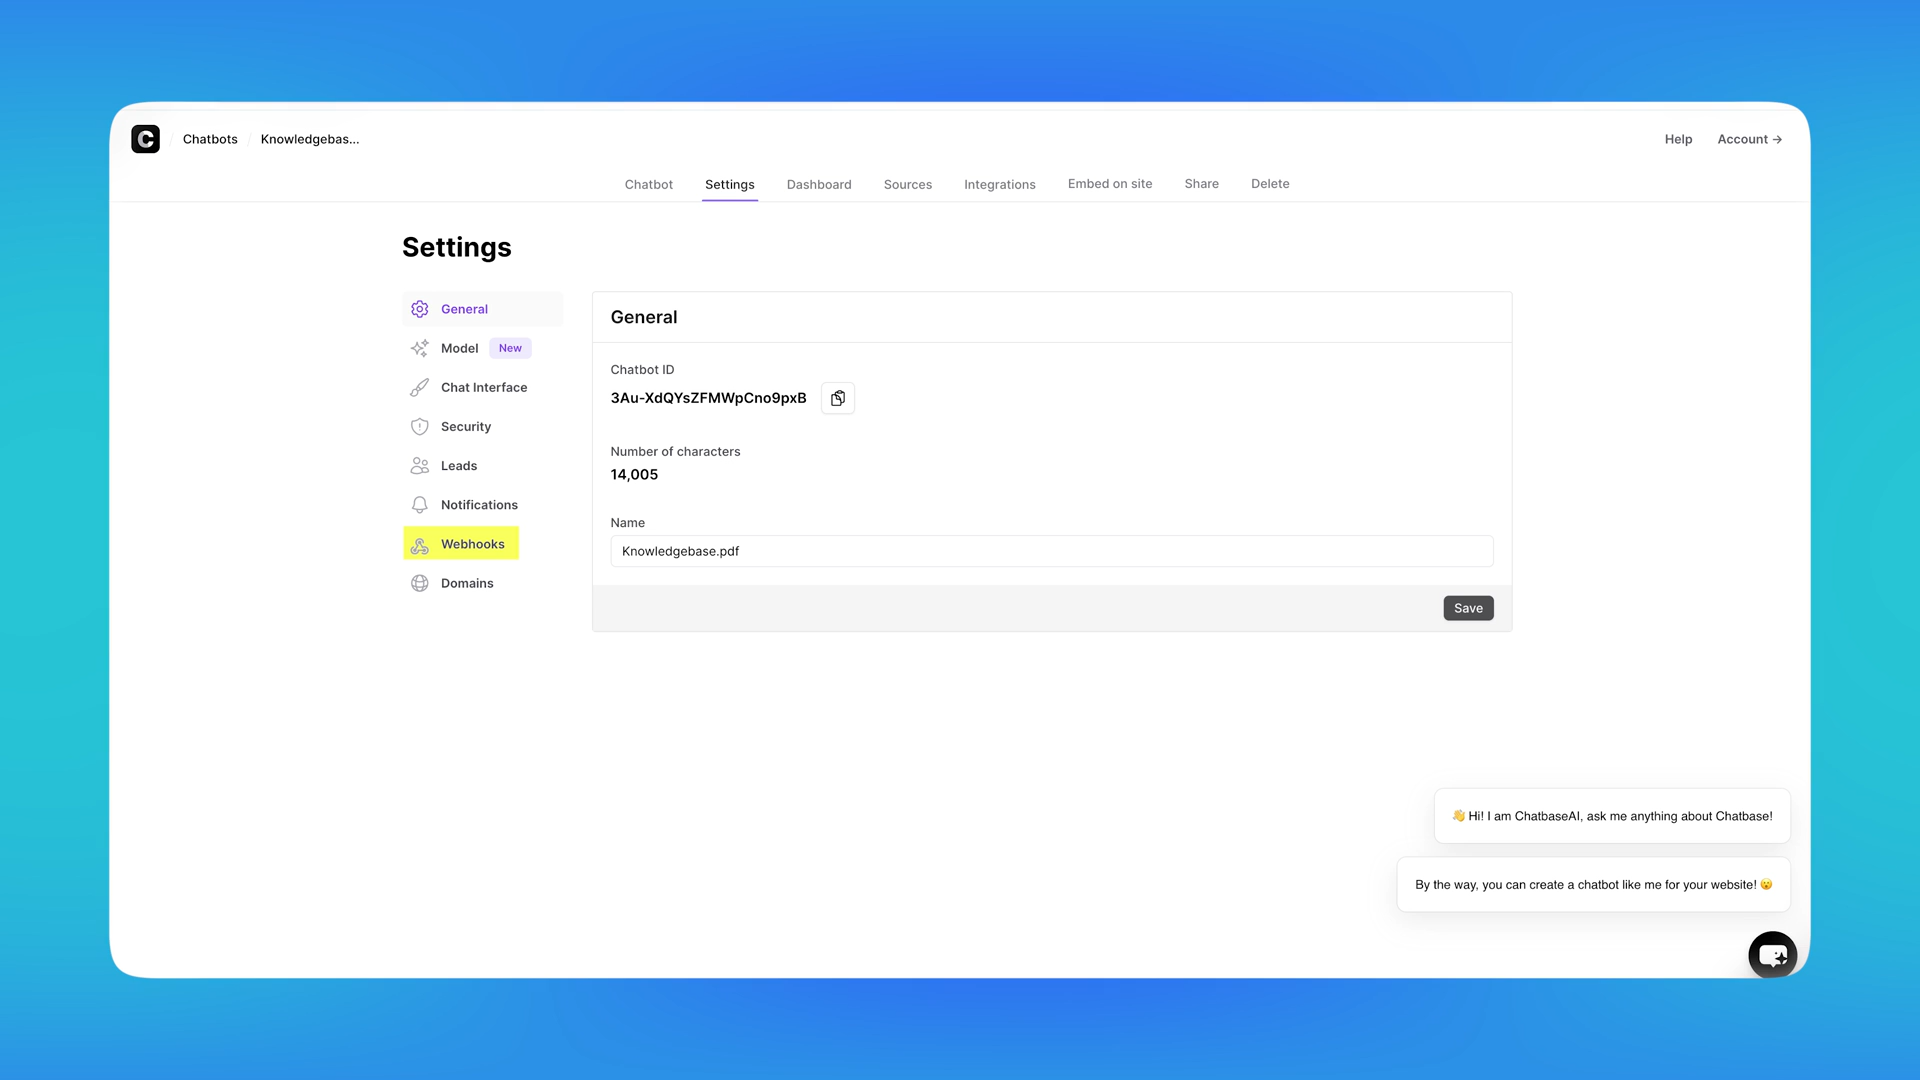 C
Chatbots
Knowledgebas...
Help
Account →
Chatbot
Settings
Dashboard
Sources
Integrations
Embed on site
Share
Delete
Settings
General
Model New
Chat Interface
Security
Leads
Notifications
Webhooks
Domains
General
Chatbot ID
3Au-XdQYsZFMWpCno9pxB
Number of characters
14,005
Name
Knowledgebase.pdf
Save
👋 Hi! I am ChatbaseAI, ask me anything about Chatbase!
By the way, you can create a chatbot like me for your website! 😮